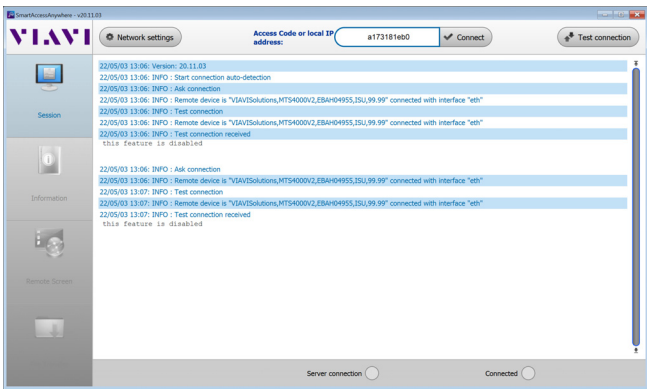 SmartAccessAnywhere - v20.11.03
VIAVI
Network settings
Access Code or local IP
address:
a173181eb0
Connect
Test connection
Session
Information
Remote Screen
22/05/03 13:06: Version: 20.11.03
22/05/03 13:06: INFO : Start connection auto-detection
22/05/03 13:06: INFO : Ask connection
22/05/03 13:06: INFO : Remote device is "VIAVISolutions,MTS4000V2,EBAH04955,ISU,99.99" connected with interface "eth"
22/05/03 13:06: INFO : Test connection
22/05/03 13:06: INFO : Remote device is "VIAVISolutions,MTS4000V2,EBAH04955,ISU,99.99" connected with interface "eth"
22/05/03 13:06: INFO : Test connection received
this feature is disabled
22/05/03 13:06: INFO : Ask connection
22/05/03 13:06: INFO : Remote device is "VIAVISolutions,MTS4000V2,EBAH04955,ISU,99.99" connected with interface "eth"
22/05/03 13:07: INFO : Test connection
22/05/03 13:07: INFO : Remote device is "VIAVISolutions,MTS4000V2,EBAH04955,ISU,99.99" connected with interface "eth"
22/05/03 13:07: INFO : Test connection received
this feature is disabled
Server connection
Connected